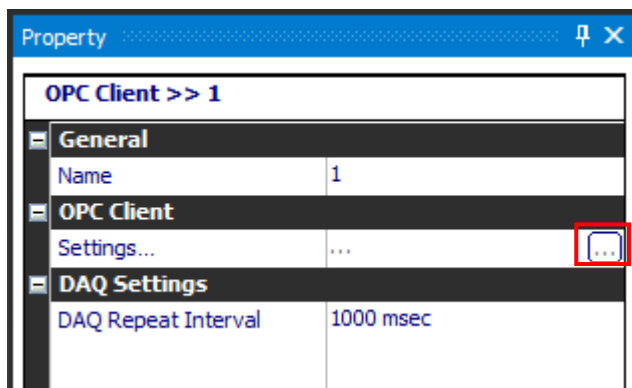 Property
OPC Client >> 1
General
Name 1
OPC Client
Settings... ... ...
DAQ Settings
DAQ Repeat Interval 1000 msec